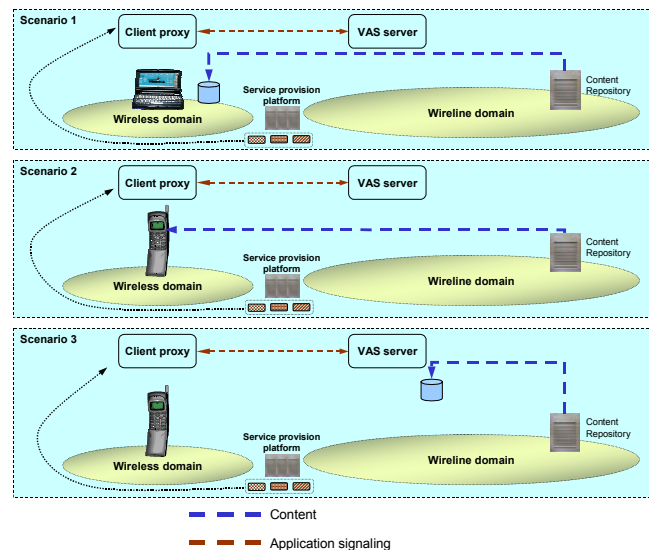 Scenario 1
Client proxy
VAS server
Content
Repository
Service provision
platform
Wireless domain
Wireline domain
Scenario 2
Client proxy
VAS server
Content
Repository
Service provision
platform
Wireless domain
Wireline domain
Scenario 3
Client proxy
VAS server
Content
Repository
Service provision
platform
Wireless domain
Wireline domain
Content
Application signaling